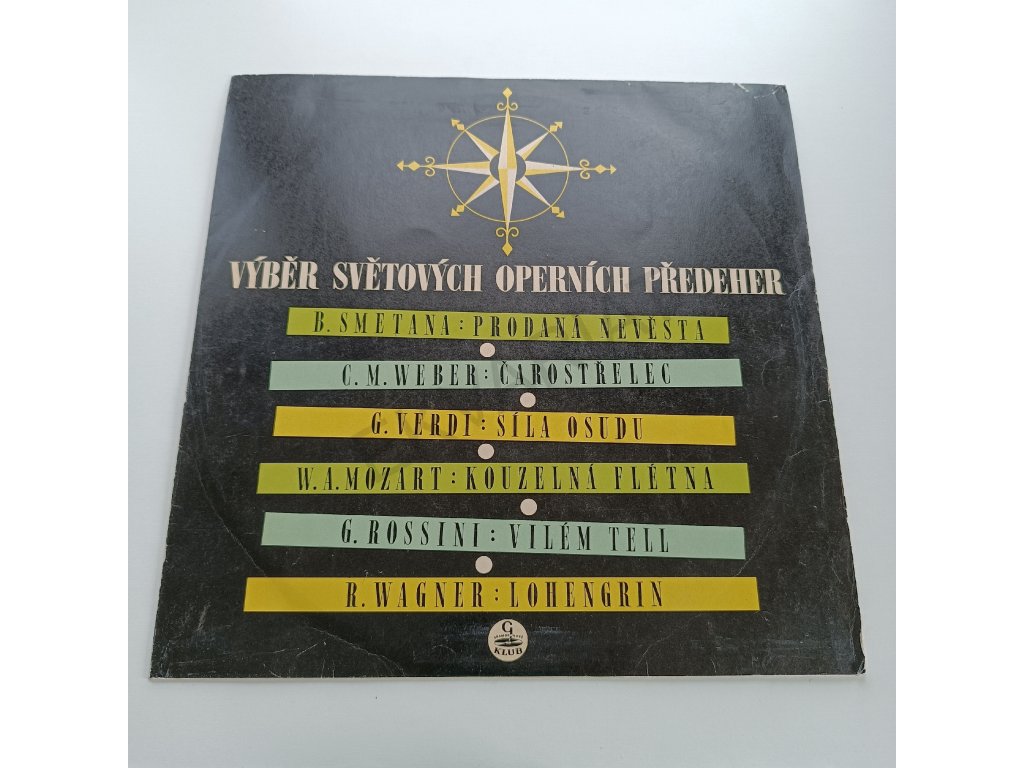 VÝBĚR SVĚTOVÝCH OPERNÍCH PŘEDEHER
B. SMETANA: PRODANÁ NEVĚSTA
C. M. WEBER: ČAROSTŘELEC
G. VERDI: SÍLA OSUDU
W. A. MOZART: KOUZELNÁ FLÉTNA
G. ROSSINI: VILÉM TELL
R. WAGNER: LOHENGRIN
G
KLUB